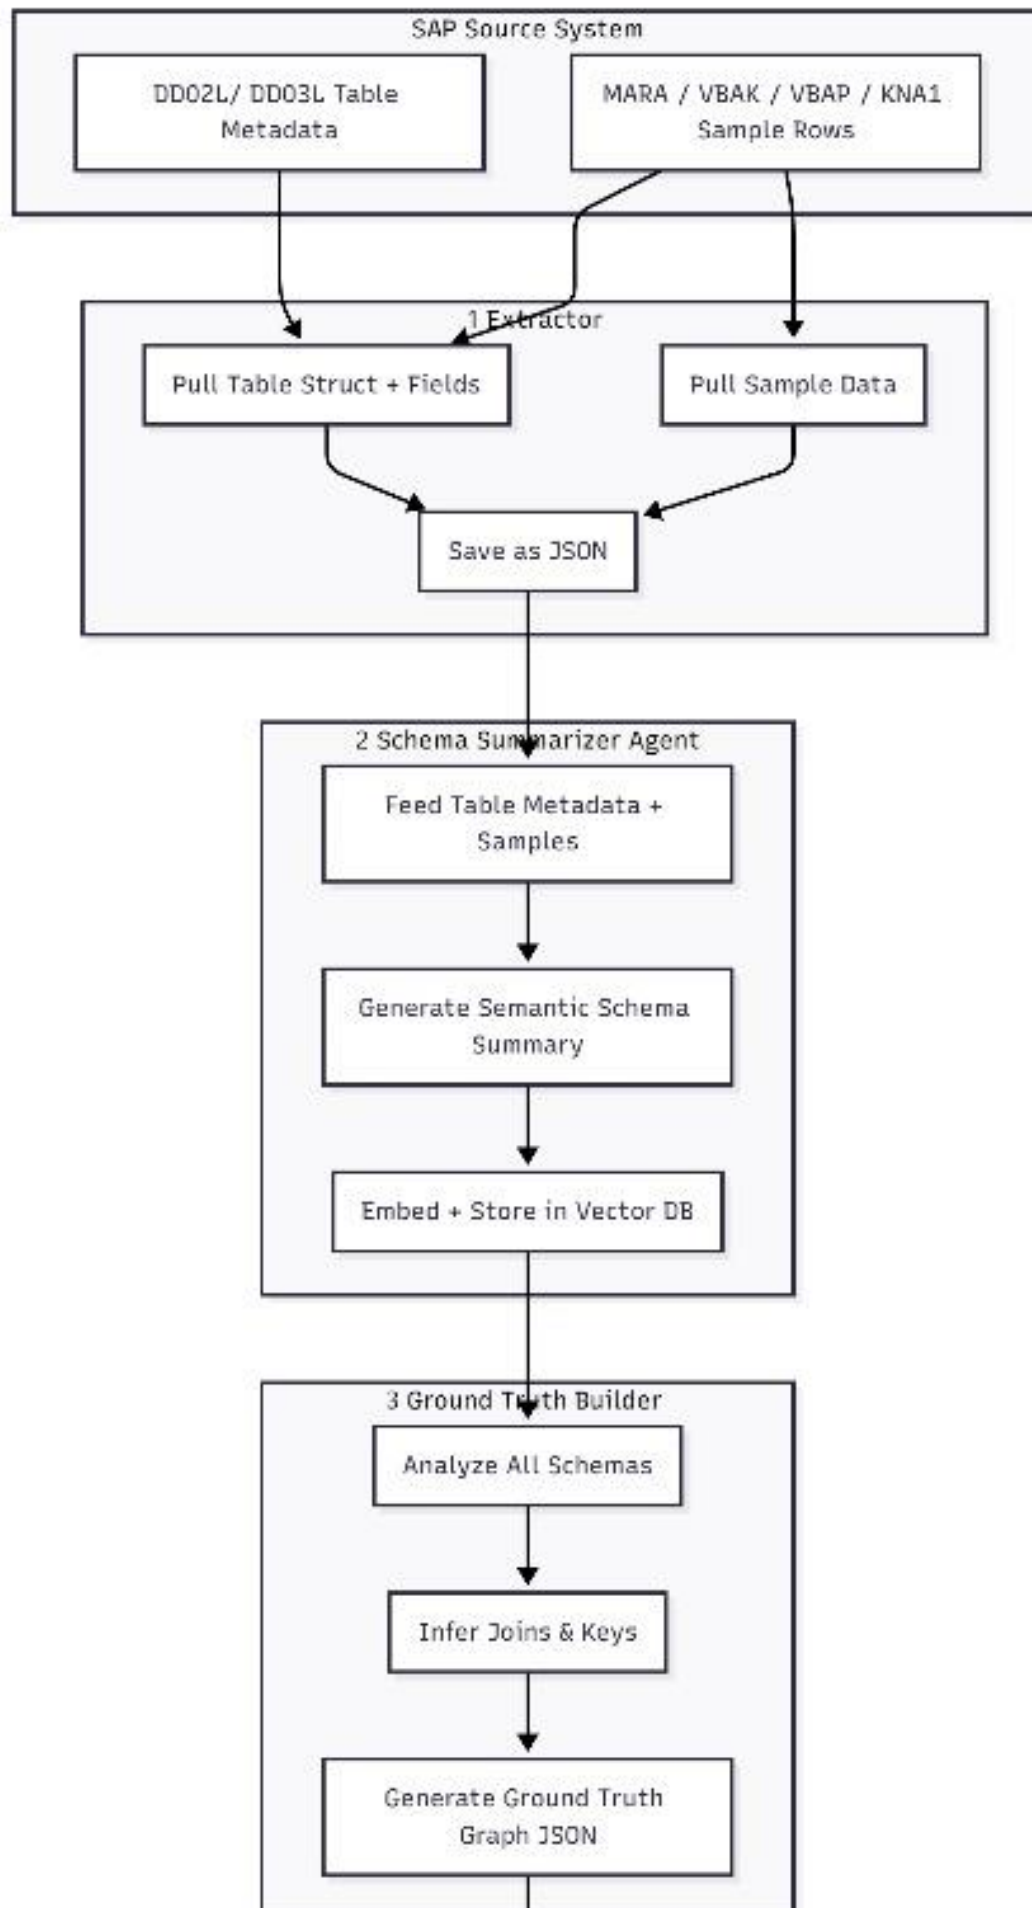 SAP Source System
DD02L/ DD03L Table
Metadata
MARA / VBAK / VBAP / KNA1
Sample Rows
1 Extractor
Pull Table Struct + Fields
Pull Sample Data
Save as JSON
2 Schema Summarizer Agent
Feed Table Metadata +
Samples
Generate Semantic Schema
Summary
Embed + Store in Vector DB
3 Ground Truth Builder
Analyze All Schemas
Infer Joins & Keys
Generate Ground Truth
Graph JSON